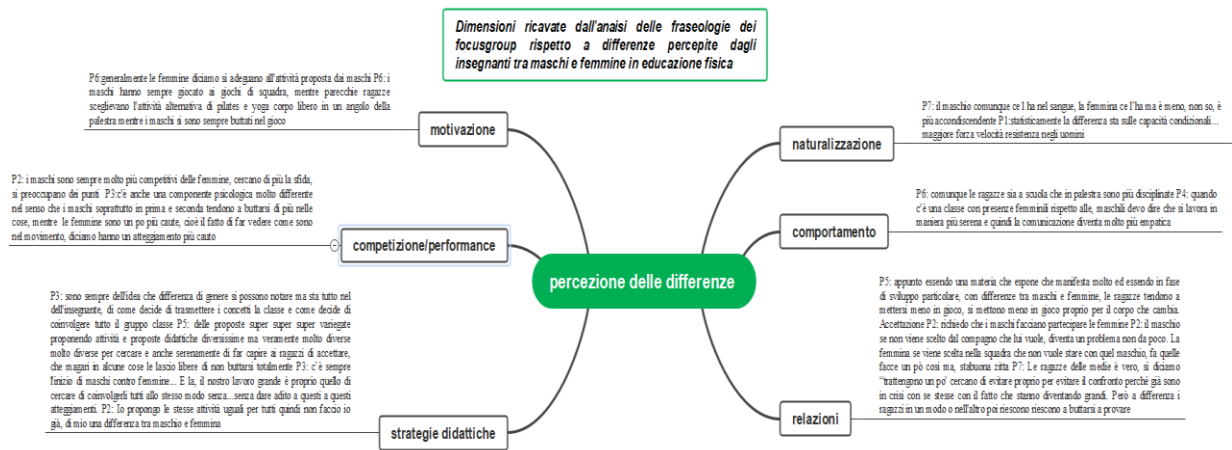 Dimensioni ricavate dall'anaisi delle fraseologie dei
focusgroup rispetto a differenze percepite dagli
insegnanti tra maschi e femmine in educazione fisica
P6:generalmente le femmine diciamo si adeguano all'attività proposta dai maschi P6: i
maschi hanno sempre giocato ai giochi di squadra, mentre parecchie ragazze
sceglievano l'attività alternativa di pilates e yoga corpo libero in un angolo della
palestra mentre i maschi si sono sempre buttati nel gioco
motivazione
P2: i maschi sono sempre molto più competitivi delle femmine, cercano di più la sfida,
si preoccupano dei punti P3:c'è anche una componente psicologica molto differente
nel senso che i maschi soprattutto in prima e seconda tendono a buttarsi di più nelle
cose, mentre le femmine sono un po più caute, cioè il fatto di far vedere come sono
nel movimento, diciamo hanno un atteggiamento più cauto
competizione/performance
P3: sono sempre dell'idea che differenza di genere si possono notare ma sta tutto nel
dell'insegnante, di come decide di trasmettere i concetti la classe e come decide di
coinvolgere tutto il gruppo classe P5: delle proposte super super super variegate
proponendo attività e proposte didattiche diversissime ma veramente molto diverse
molto diverse per cercare e anche serenamente di far capire ai ragazzi di accettare,
che magari in alcune cose le lascio libere di non buttarsi totalmente P3: c'è sempre
l'inizio di maschi contro femmine... E la, il nostro lavoro grande è proprio quello di
cercare di coinvolgerli tutti allo stesso modo senza...senza dare adito a questi a questi
atteggiamenti. P2: Io propongo le stesse attività uguali per tutti quindi non faccio io
già, di mio una differenza tra maschio e femmina
strategie didattiche
percezione delle differenze
P7: il maschio comunque ce l ha nel sangue, la femmina ce l'ha ma è meno, non so, è
più accondiscendente P1:statisticamente la differenza sta sulle capacità condizionali…
maggiore forza velocità resistenza negli uomini
naturalizzazione
P6: comunque le ragazze sia a scuola che in palestra sono più disciplinate P4: quando
c'è una classe con presenze femminili rispetto alle, maschili devo dire che si lavora in
maniera più serena e quindi la comunicazione diventa molto più empatica
comportamento
P5: appunto essendo una materia che espone che manifesta molto ed essendo in fase
di sviluppo particolare, con differenze tra maschi e femmine, le ragazze tendono a
mettersi meno in gioco, si mettono meno in gioco proprio per il corpo che cambia.
Accettazione P2: richiedo che i maschi facciano partecipare le femmine P2: il maschio
se non viene scelto dal compagno che lui vuole, diventa un problema non da poco. La
femmina se viene scelta nella squadra che non vuole stare con quel maschio, fa quelle
facce un pò così ma, stabuona zitta P7: Le ragazze delle medie è vero, si diciamo
"trattengono un po' cercano di evitare proprio per evitare il confronto perché già sono
in crisi con se stesse con il fatto che stanno diventando grandi. Però a differenza i
ragazzi in un modo o nell'altro poi riescono riescono a buttarsi a provare
relazioni